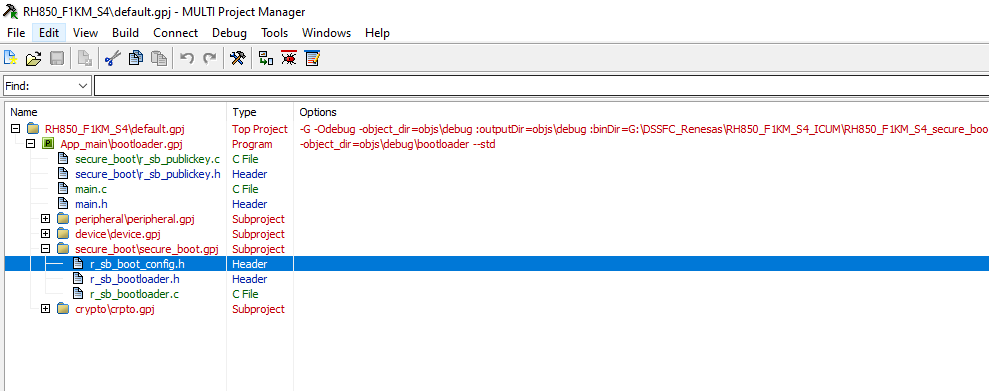 RH850_F1KM_S4\default.gpj - MULTI Project Manager
File Edit View Build Connect Debug Tools Windows Help
Find:
Name Type Options
RH850_F1KM_S4\default.gpj Top Project -G -Odebug -object_dir=objs\debug :outputDir=objs\debug :binDir=G:\DSSFC_Renesas\RH850_F1KM_S4_ICUM\RH850_F1KM_S4_secure_boo
App_main\bootloader.gpj Program -object_dir=objs\debug\bootloader --std
secure_boot\r_sb_publickey.c C File
secure_boot\r_sb_publickey.h Header
main.c C File
main.h Header
peripheral\peripheral.gpj Subproject
device\device.gpj Subproject
secure_boot\secure_boot.gpj Subproject
r_sb_boot_config.h Header
r_sb_bootloader.h Header
r_sb_bootloader.c C File
crypto\crpto.gpj Subproject